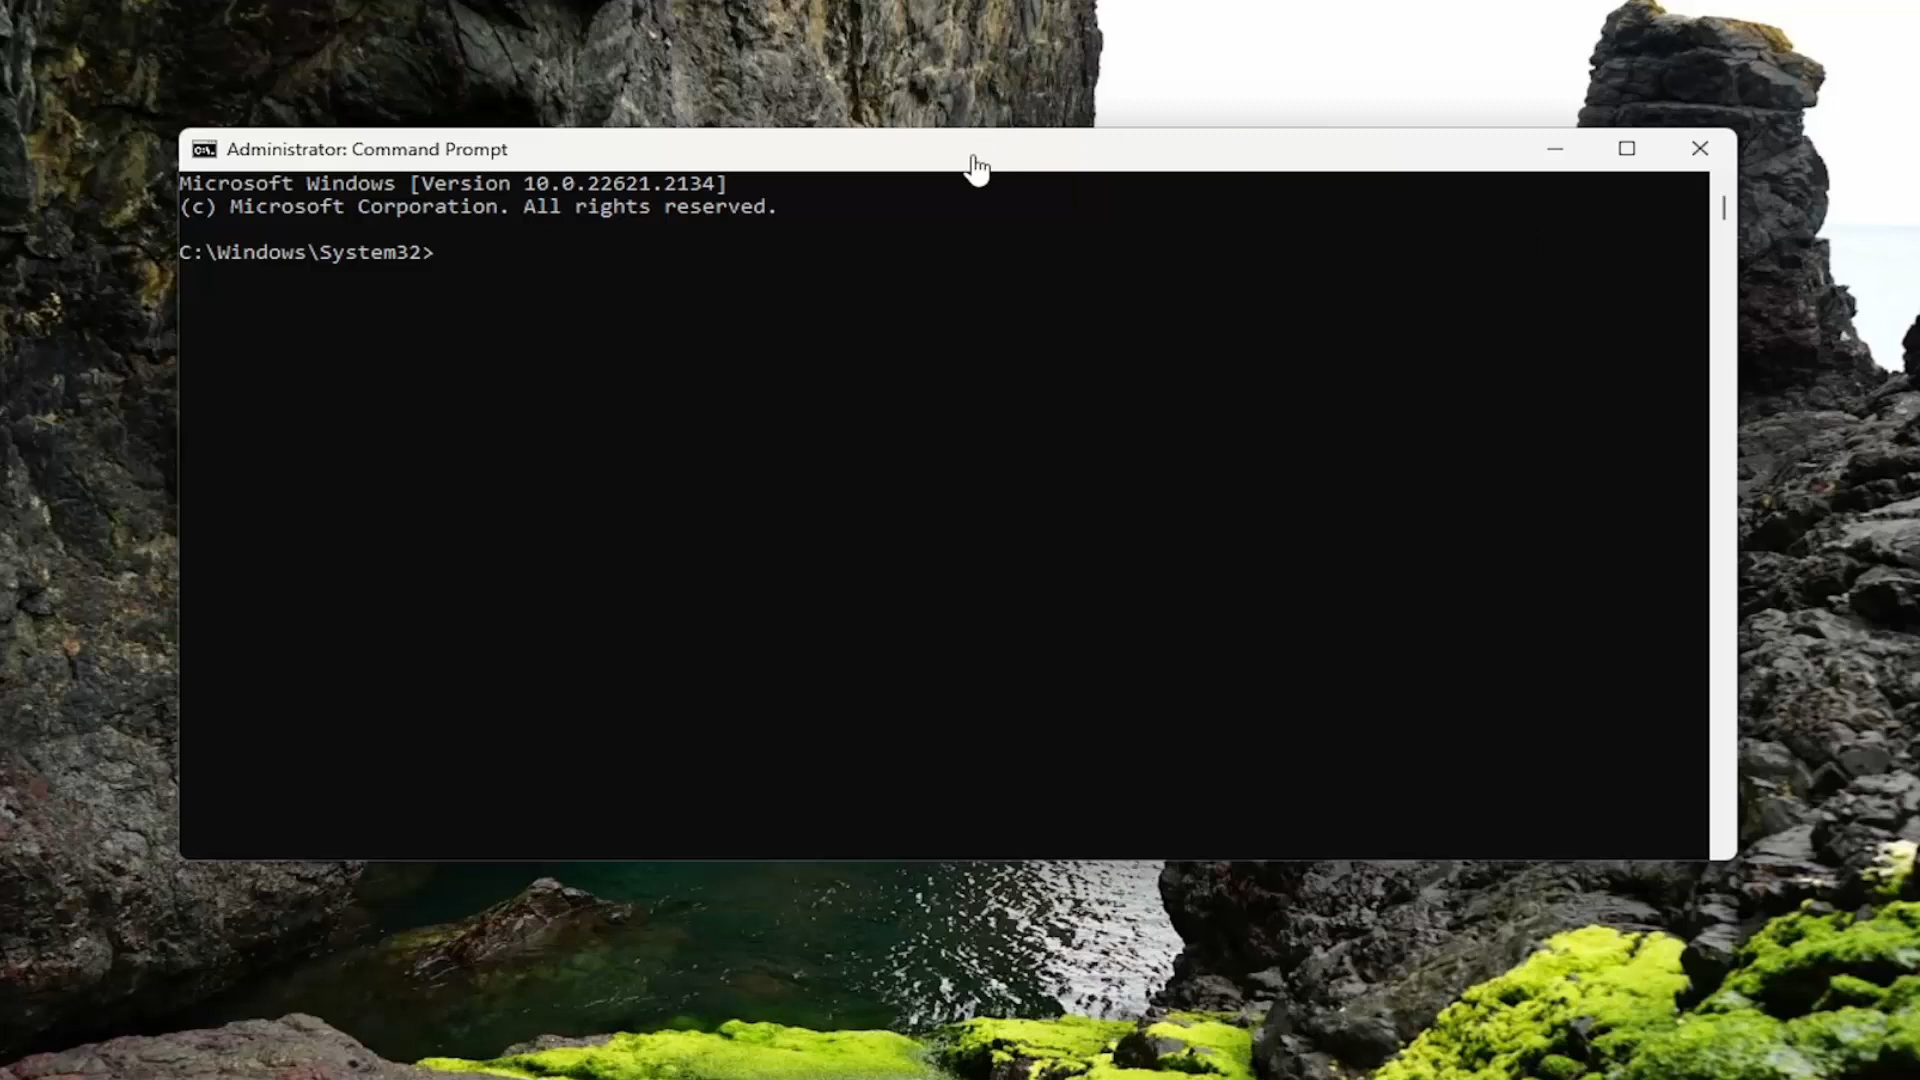 Administrator: Command Prompt
Microsoft Windows [Version 10.0.22621.2134]
(c) Microsoft Corporation. All rights reserved.
C:\Windows\System32>